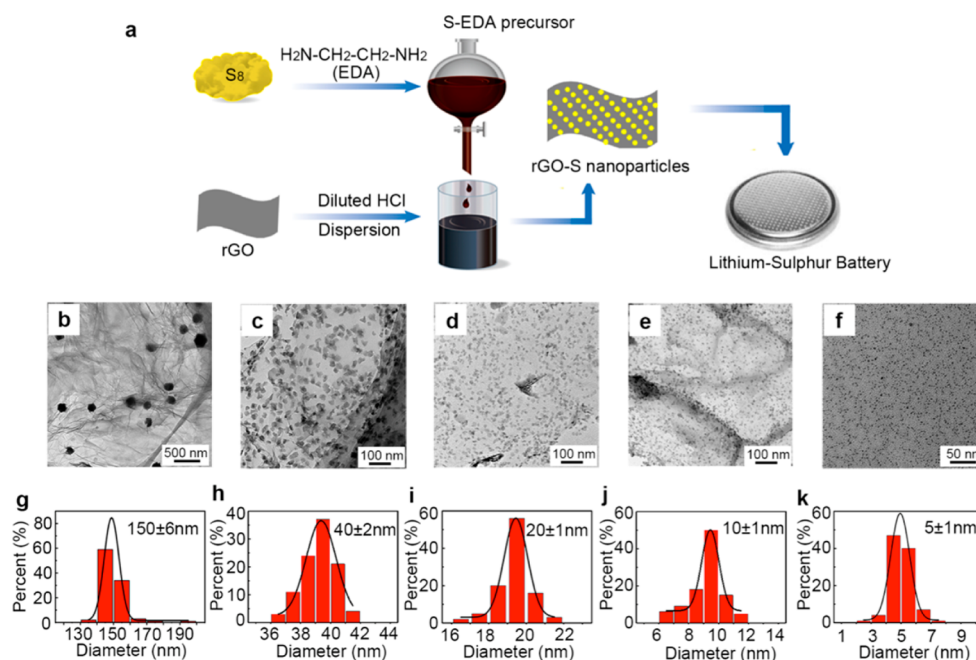 a
S-EDA precursor
H2N-CH2-CH2-NH2
(EDA)
S8
rGO-S nanoparticles
Diluted HCl
Dispersion
rGO
Lithium-Sulphur Battery
b
c
d
e
f
500 nm
100 nm
100 nm
100 nm
50 nm
g
h
i
j
k
150±6nm
40±2nm
20±1nm
10±1nm
5±1nm
Percent (%)
80
60
40
20
0
130 150 170 190
Diameter (nm)
Percent (%)
40
30
20
10
0
36 38 40 42 44
Diameter (nm)
Percent (%)
60
40
20
0
16 18 20 22 24
Diameter (nm)
Percent (%)
60
40
20
0
6 8 10 12 14
Diameter (nm)
Percent (%)
60
40
20
0
1 3 5 7 9
Diameter (nm)